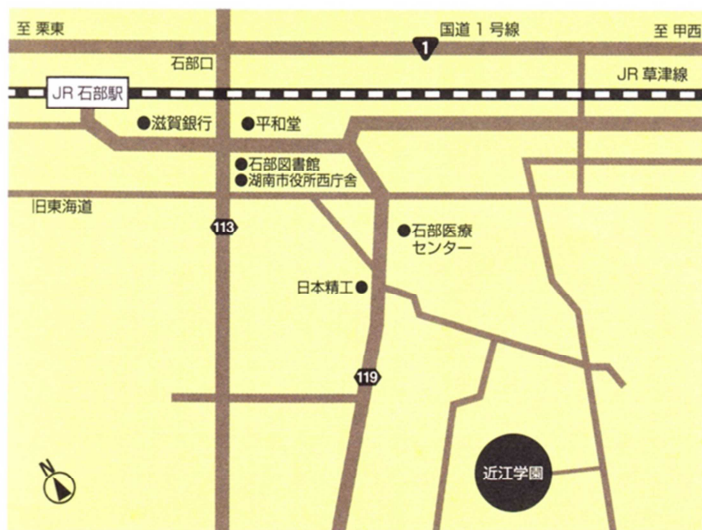 至 栗東
国道1号線
至 甲西
1
石部口
JR 草津線
JR 石部駅
●滋賀銀行
●平和堂
●石部図書館
●湖南市役所西庁舎
旧東海道
113
●石部医療
センター
日本精工●
119
近江学園
N